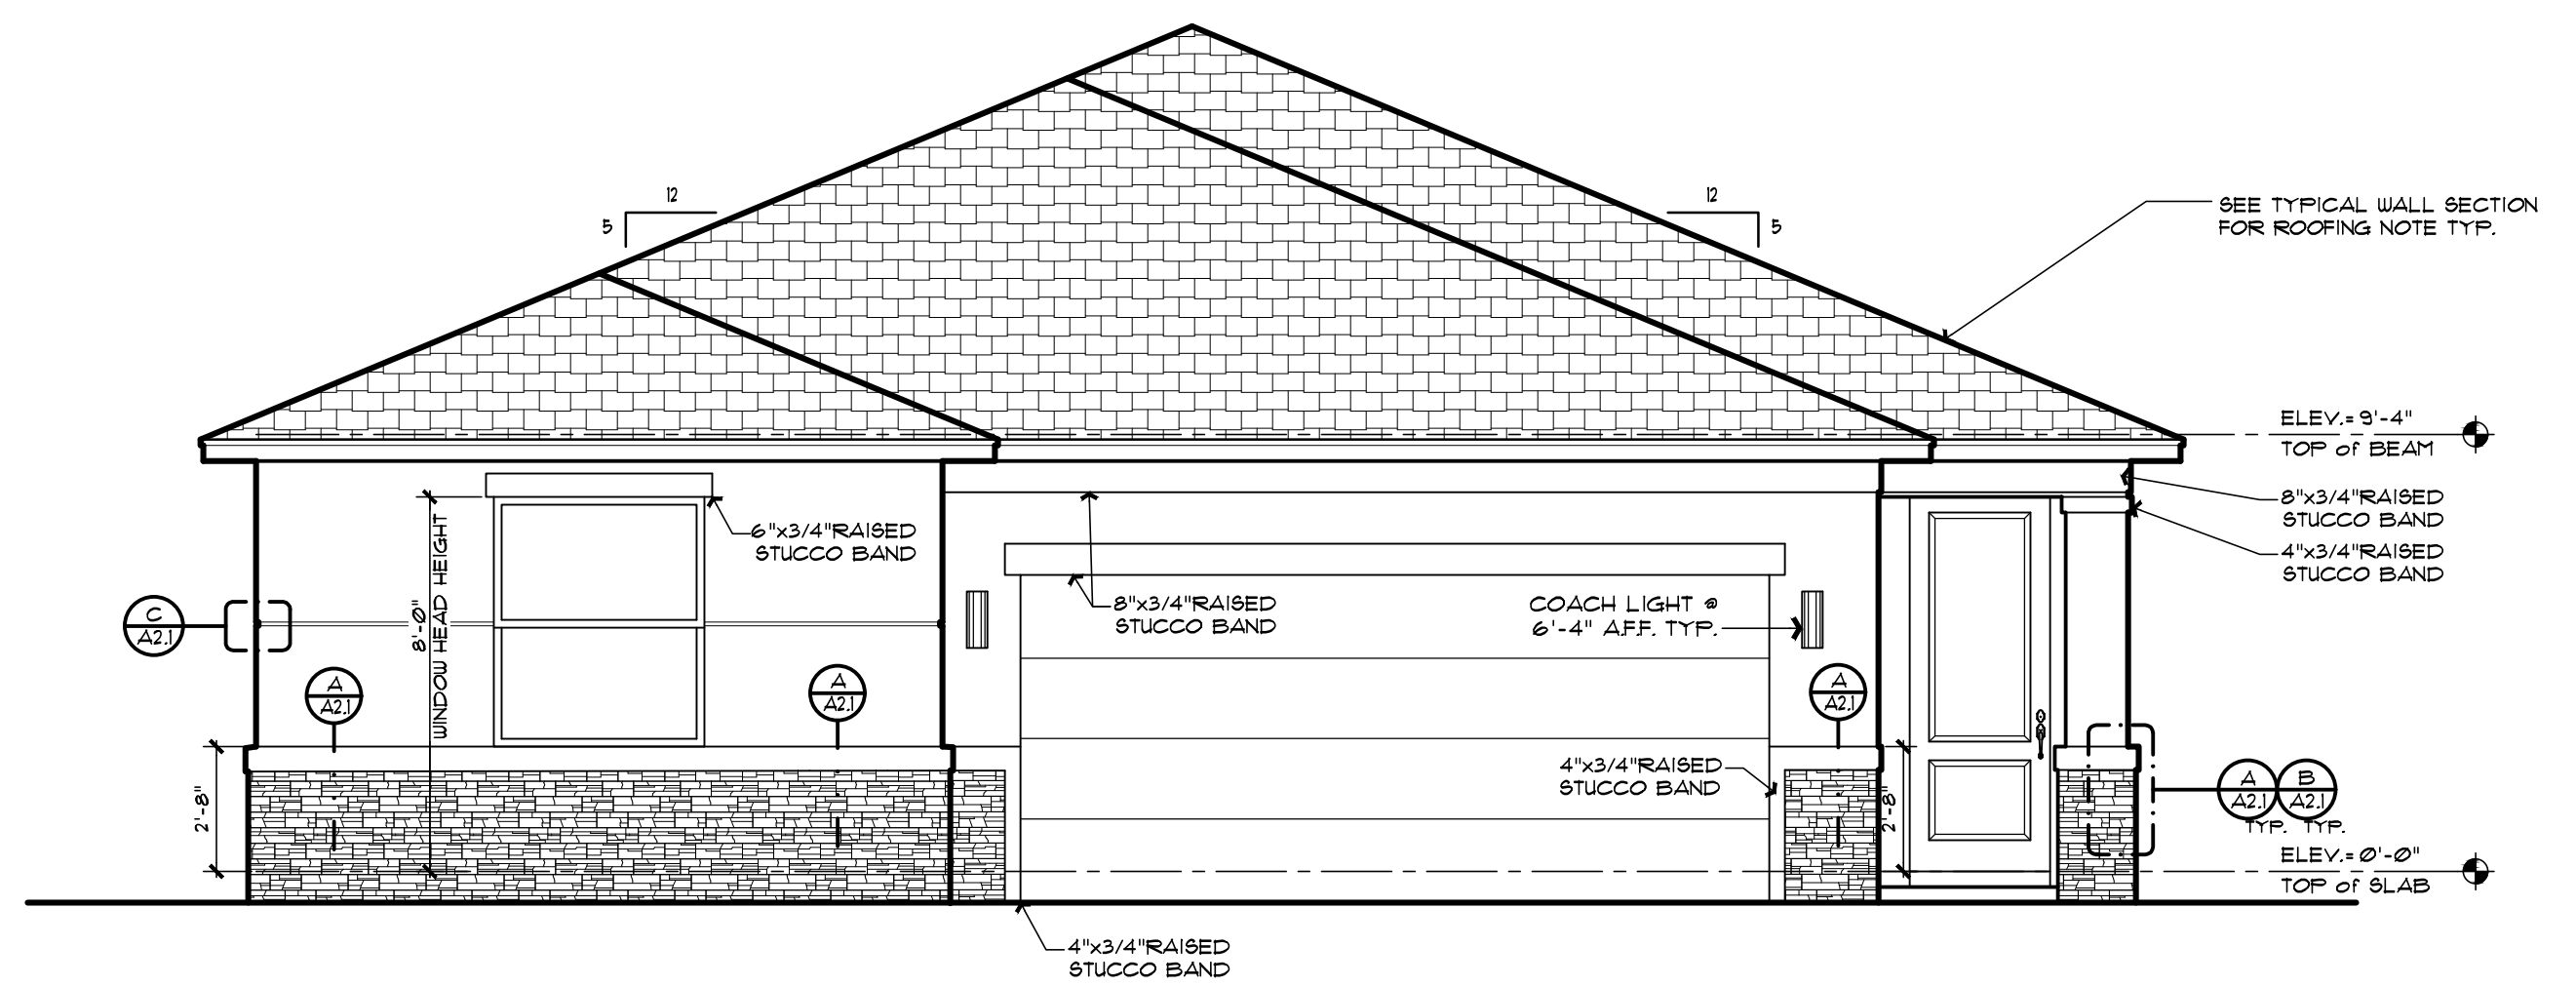 12
5
12
5
SEE TYPICAL WALL SECTION
FOR ROOFING NOTE TYP.
ELEV.= 9'-4"
TOP of BEAM
8"x3/4"RAISED
STUCCO BAND
4"x3/4"RAISED
STUCCO BAND
6"x3/4"RAISED
STUCCO BAND
8'-0"
WINDOW HEAD HEIGHT
8"x3/4"RAISED
STUCCO BAND
COACH LIGHT @
6'-4" A.F.F. TYP.
C
A2.1
A
A2.1
A
A2.1
A
A2.1
4"x3/4"RAISED
STUCCO BAND
2'-8"
2'-8"
A
A2.1
TYP.
B
A2.1
TYP.
ELEV.= 0'-0"
TOP of SLAB
4"x3/4"RAISED
STUCCO BAND